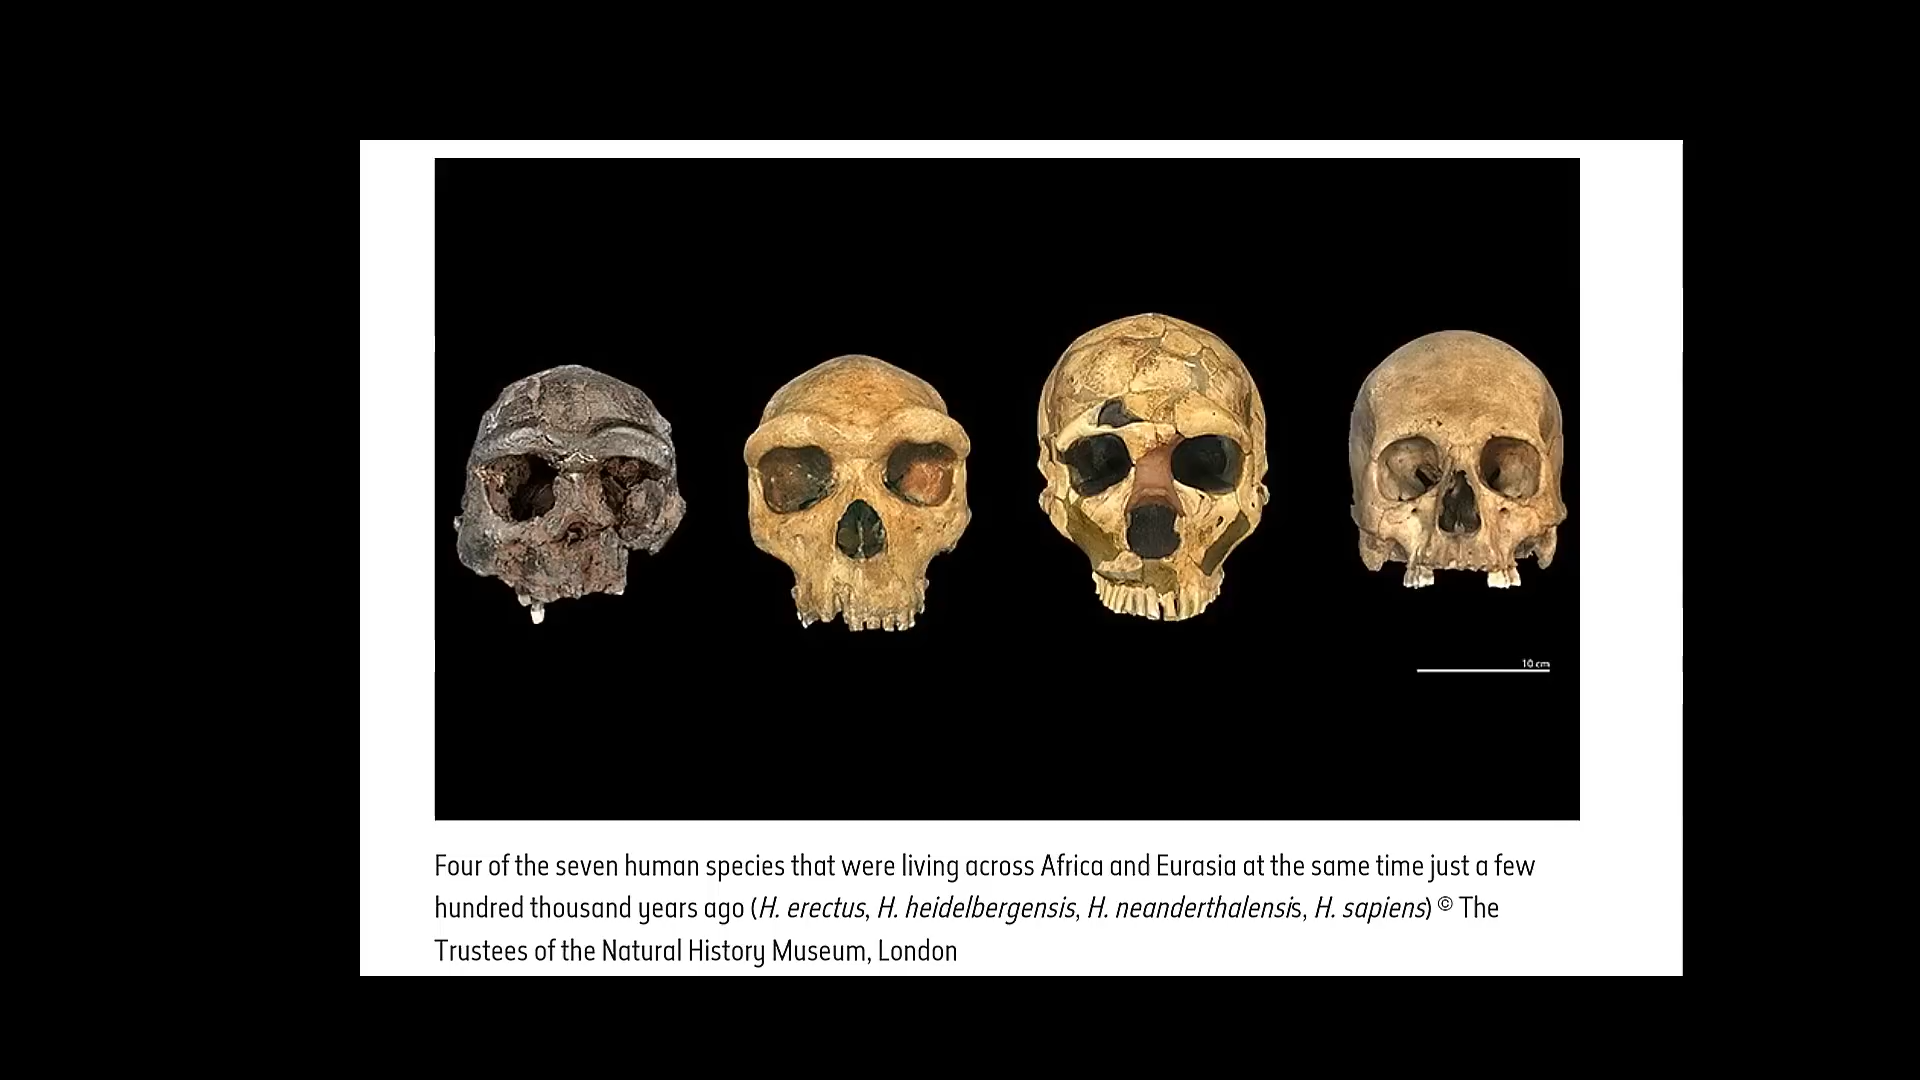 10 cm
Four of the seven human species that were living across Africa and Eurasia at the same time just a few
hundred thousand years ago (H. erectus, H. heidelbergensis, H. neanderthalensis, H. sapiens) © The
Trustees of the Natural History Museum, London